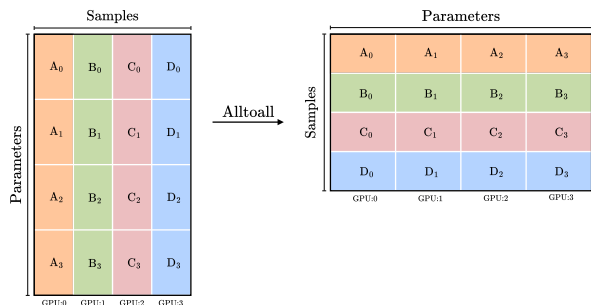 Samples
Parameters
A₀ B₀ C₀ D₀
A₁ B₁ C₁ D₁
A₂ B₂ C₂ D₂
A₃ B₃ C₃ D₃
GPU:0 GPU:1 GPU:2 GPU:3
Alltoall
Parameters
Samples
A₀ A₁ A₂ A₃
B₀ B₁ B₂ B₃
C₀ C₁ C₂ C₃
D₀ D₁ D₂ D₃
GPU:0 GPU:1 GPU:2 GPU:3